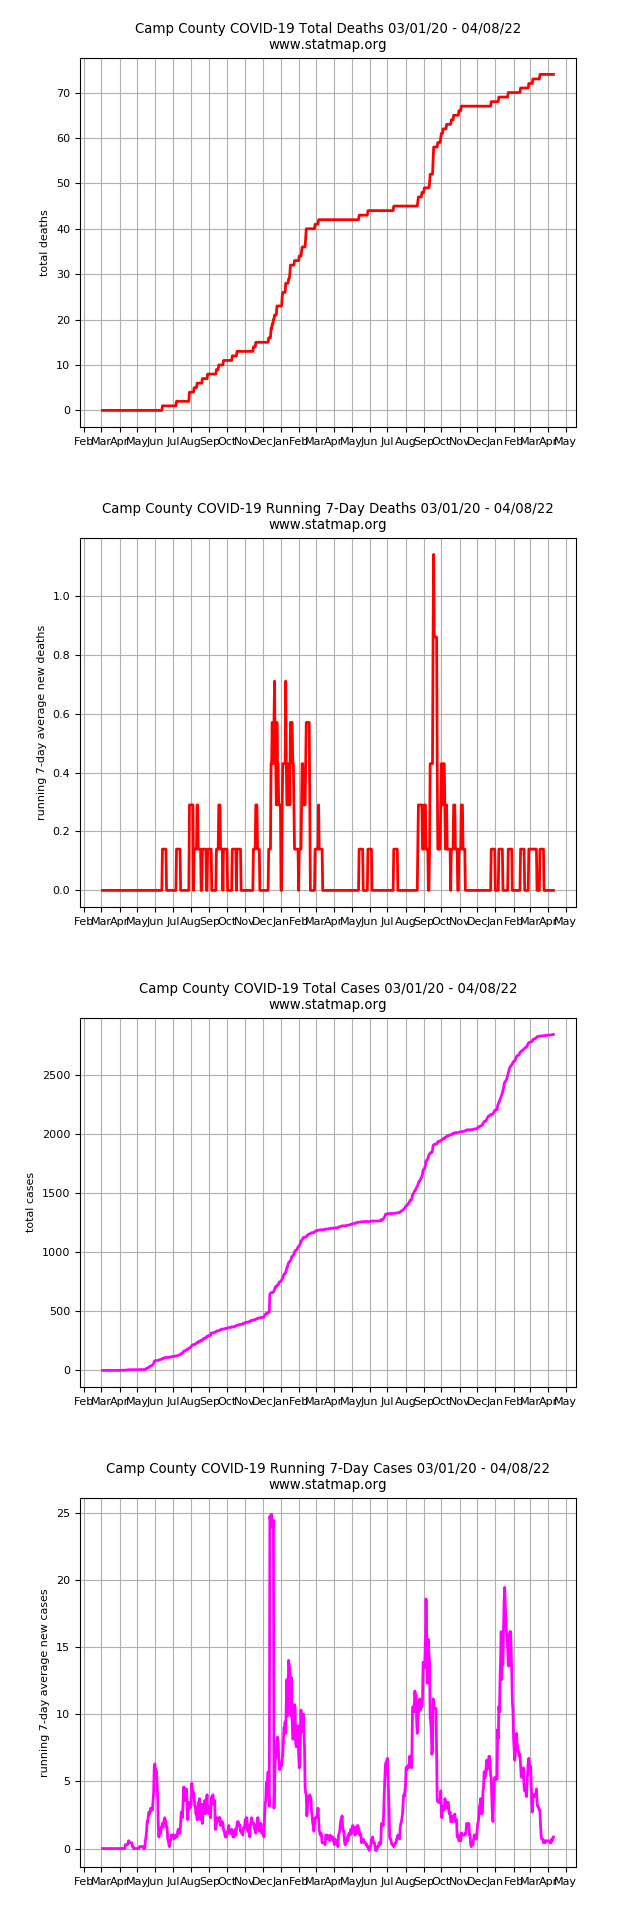 Camp County COVID-19 Total Deaths 03/01/20 - 04/08/22
www.statmap.org
total deaths
70
60
50
40
30
20
10
0
Feb Mar Apr May Jun Jul Aug Sep Oct Nov Dec Jan Feb Mar Apr May Jun Jul Aug Sep Oct Nov Dec Jan Feb Mar Apr May
Camp County COVID-19 Running 7-Day Deaths 03/01/20 - 04/08/22
www.statmap.org
running 7-day average new deaths
1.0
0.8
0.6
0.4
0.2
0.0
Feb Mar Apr May Jun Jul Aug Sep Oct Nov Dec Jan Feb Mar Apr May Jun Jul Aug Sep Oct Nov Dec Jan Feb Mar Apr May
Camp County COVID-19 Total Cases 03/01/20 - 04/08/22
www.statmap.org
total cases
2500
2000
1500
1000
500
0
Feb Mar Apr May Jun Jul Aug Sep Oct Nov Dec Jan Feb Mar Apr May Jun Jul Aug Sep Oct Nov Dec Jan Feb Mar Apr May
Camp County COVID-19 Running 7-Day Cases 03/01/20 - 04/08/22
www.statmap.org
running 7-day average new cases
25
20
15
10
5
0
Feb Mar Apr May Jun Jul Aug Sep Oct Nov Dec Jan Feb Mar Apr May Jun Jul Aug Sep Oct Nov Dec Jan Feb Mar Apr May